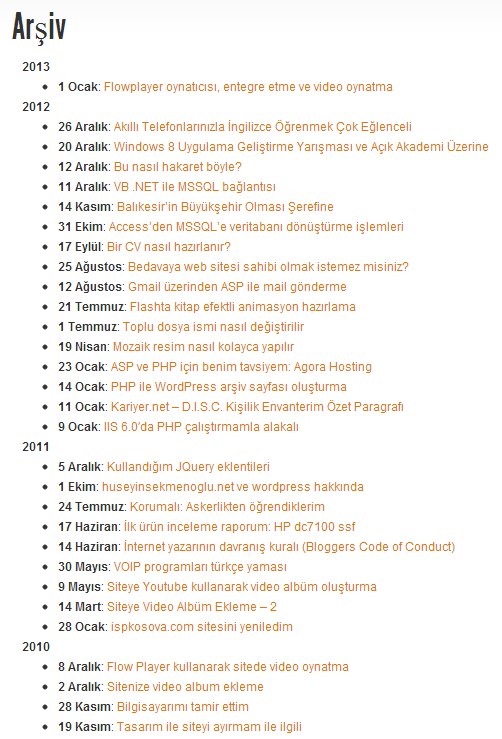 Arşiv
2013
1 Ocak: Flowplayer oynatıcısı, entegre etme ve video oynatma
2012
26 Aralık: Akıllı Telefonlarınızla İngilizce Öğrenmek Çok Eğlenceli
20 Aralık: Windows 8 Uygulama Geliştirme Yarışması ve Açık Akademi Üzerine
12 Aralık: Bu nasıl hakaret böyle?
11 Aralık: VB .NET ile MSSQL bağlantısı
14 Kasım: Balıkesir’in Büyükşehir Olması Şerefine
31 Ekim: Access’den MSSQL’e veritabanı dönüştürme işlemleri
17 Eylül: Bir CV nasıl hazırlanır?
25 Ağustos: Bedavaya web sitesi sahibi olmak istemez misiniz?
12 Ağustos: Gmail üzerinden ASP ile mail gönderme
21 Temmuz: Flashta kitap efektli animasyon hazırlama
1 Temmuz: Toplu dosya ismi nasıl değiştirilir
19 Nisan: Mozaik resim nasıl kolayca yapılır
23 Ocak: ASP ve PHP için benim tavsiyem: Agora Hosting
14 Ocak: PHP ile WordPress arşiv sayfası oluşturma
11 Ocak: Kariyer.net – D.I.S.C. Kişilik Envanterim Özet Paragrafı
9 Ocak: IIS 6.0′da PHP çalıştırmamla alakalı
2011
5 Aralık: Kullandığım JQuery eklentileri
1 Ekim: huseyinsekmenoglu.net ve wordpress hakkında
24 Temmuz: Korumalı: Askerlikten öğrendiklerim
17 Haziran: İlk ürün inceleme raporum: HP dc7100 ssf
14 Haziran: İnternet yazarının davranış kuralı (Bloggers Code of Conduct)
30 Mayıs: VOIP programları türkçe yaması
9 Mayıs: Siteye Youtube kullanarak video albüm oluşturma
14 Mart: Siteye Video Albüm Ekleme – 2
28 Ocak: ispkosova.com sitesini yeniledim
2010
8 Aralık: Flow Player kullanarak sitede video oynatma
2 Aralık: Sitenize video album ekleme
28 Kasım: Bilgisayarımı tamir ettim
19 Kasım: Tasarım ile siteyi ayırmam ile ilgili